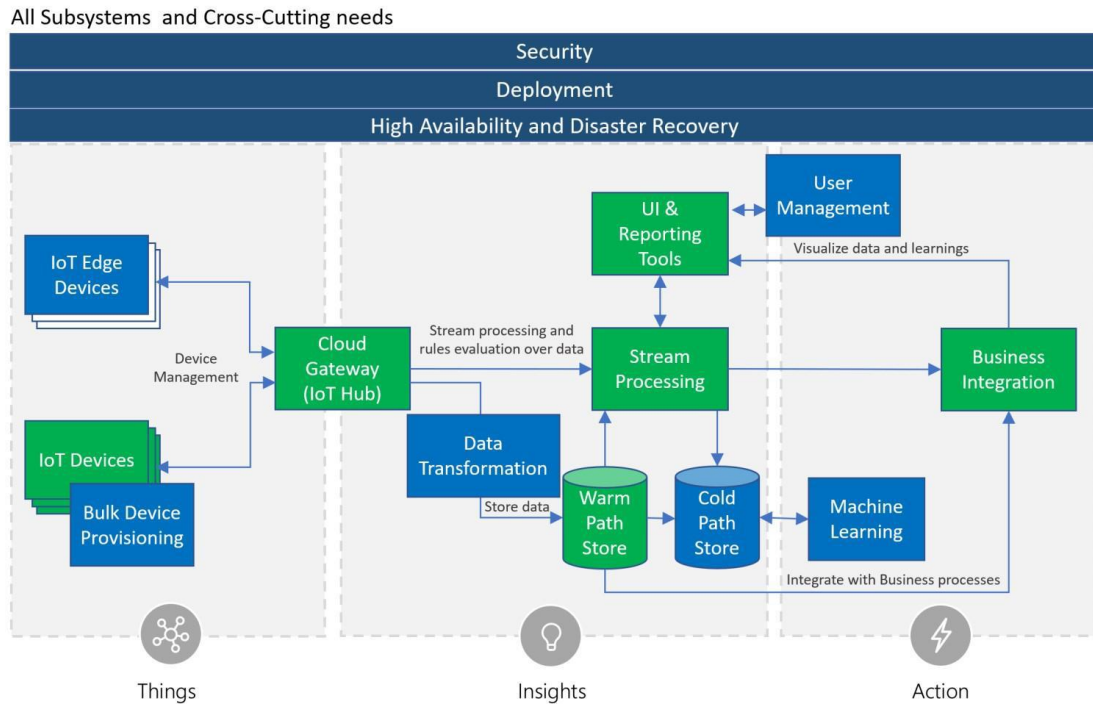 All Subsystems and Cross-Cutting needs
Security
Deployment
High Availability and Disaster Recovery
User
Management
UI &
Reporting
Tools
Visualize data and learnings
IoT Edge
Devices
Device
Management
Cloud
Gateway
(IoT Hub)
Stream processing and
rules evaluation over data
Stream
Processing
Business
Integration
IoT Devices
Bulk Device
Provisioning
Data
Transformation
Store data
Warm
Path
Store
Cold
Path
Store
Machine
Learning
Integrate with Business processes
Things
Insights
Action